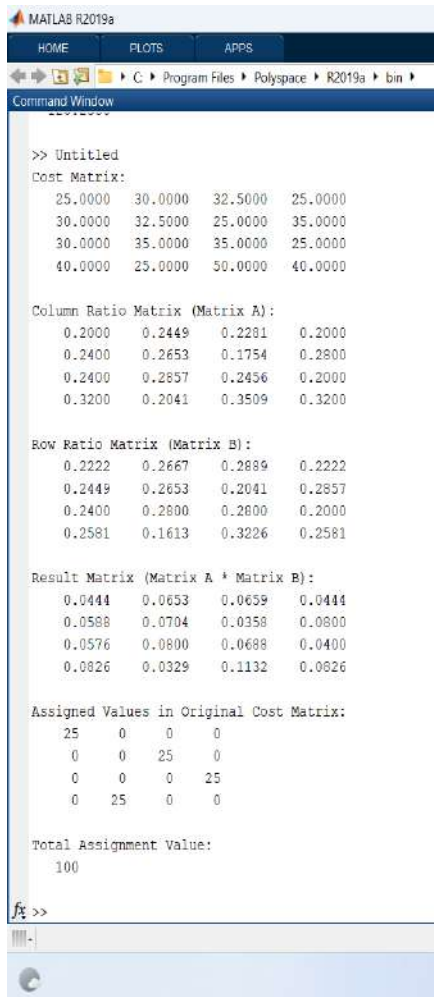 MATLAB R2019a
HOME PLOTS APPS
C: Program Files Polyspace R2019a bin
Command Window
>> Untitled
Cost Matrix:
25.0000 30.0000 32.5000 25.0000
30.0000 32.5000 25.0000 35.0000
30.0000 35.0000 35.0000 25.0000
40.0000 25.0000 50.0000 40.0000
Column Ratio Matrix (Matrix A):
0.2000 0.2449 0.2281 0.2000
0.2400 0.2653 0.1754 0.2800
0.2400 0.2857 0.2456 0.2000
0.3200 0.2041 0.3509 0.3200
Row Ratio Matrix (Matrix B):
0.2222 0.2667 0.2889 0.2222
0.2449 0.2653 0.2041 0.2857
0.2400 0.2800 0.2800 0.2000
0.2581 0.1613 0.3226 0.2581
Result Matrix (Matrix A * Matrix B):
0.0444 0.0653 0.0659 0.0444
0.0588 0.0704 0.0358 0.0800
0.0576 0.0800 0.0688 0.0400
0.0826 0.0329 0.1132 0.0826
Assigned Values in Original Cost Matrix:
25 0 0 0
0 0 25 0
0 0 0 25
0 25 0 0
Total Assignment Value:
100
fx >>